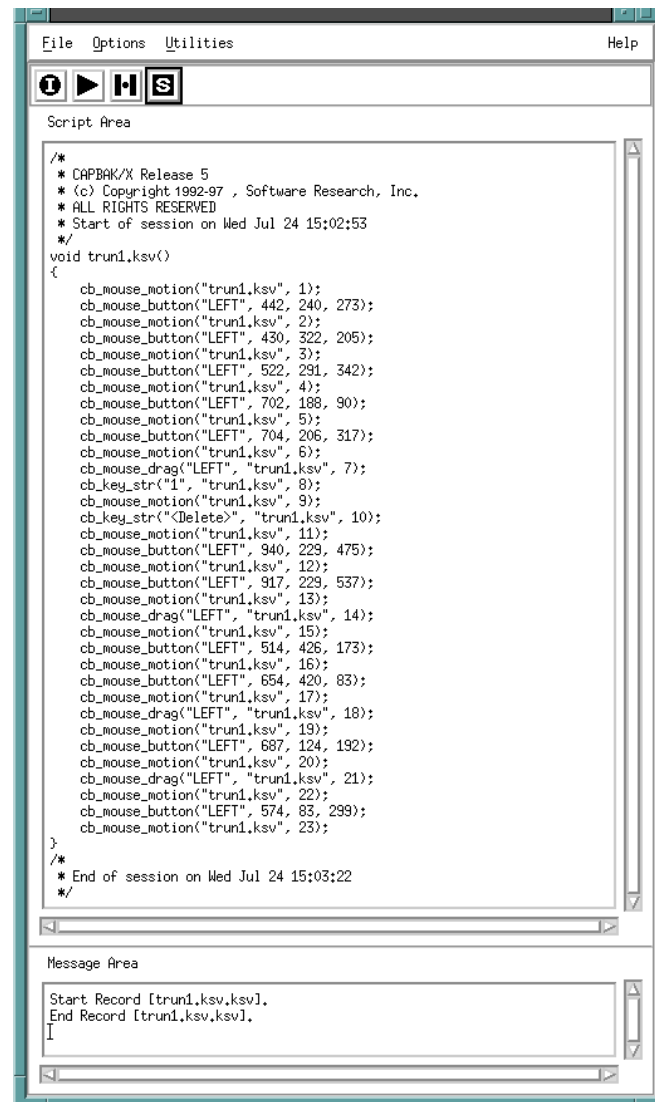 File Options Utilities Help
I S
Script Area
/*
 * CAPBAK/X Release 5
 * (c) Copyright 1992-97 , Software Research, Inc.
 * ALL RIGHTS RESERVED
 * Start of session on Wed Jul 24 15:02:53
 */
void trun1.ksv()
{
    cb_mouse_motion("trun1.ksv", 1);
    cb_mouse_button("LEFT", 442, 240, 273);
    cb_mouse_motion("trun1.ksv", 2);
    cb_mouse_button("LEFT", 430, 322, 205);
    cb_mouse_motion("trun1.ksv", 3);
    cb_mouse_button("LEFT", 522, 291, 342);
    cb_mouse_motion("trun1.ksv", 4);
    cb_mouse_button("LEFT", 702, 188, 90);
    cb_mouse_motion("trun1.ksv", 5);
    cb_mouse_button("LEFT", 704, 206, 317);
    cb_mouse_motion("trun1.ksv", 6);
    cb_mouse_drag("LEFT", "trun1.ksv", 7);
    cb_key_str("1", "trun1.ksv", 8);
    cb_mouse_motion("trun1.ksv", 9);
    cb_key_str("<Delete>", "trun1.ksv", 10);
    cb_mouse_motion("trun1.ksv", 11);
    cb_mouse_button("LEFT", 940, 229, 475);
    cb_mouse_motion("trun1.ksv", 12);
    cb_mouse_button("LEFT", 917, 229, 537);
    cb_mouse_motion("trun1.ksv", 13);
    cb_mouse_drag("LEFT", "trun1.ksv", 14);
    cb_mouse_motion("trun1.ksv", 15);
    cb_mouse_button("LEFT", 514, 426, 173);
    cb_mouse_motion("trun1.ksv", 16);
    cb_mouse_button("LEFT", 654, 420, 83);
    cb_mouse_motion("trun1.ksv", 17);
    cb_mouse_drag("LEFT", "trun1.ksv", 18);
    cb_mouse_motion("trun1.ksv", 19);
    cb_mouse_button("LEFT", 687, 124, 192);
    cb_mouse_motion("trun1.ksv", 20);
    cb_mouse_drag("LEFT", "trun1.ksv", 21);
    cb_mouse_motion("trun1.ksv", 22);
    cb_mouse_button("LEFT", 574, 83, 299);
    cb_mouse_motion("trun1.ksv", 23);
}
/*
 * End of session on Wed Jul 24 15:03:22
 */
Message Area
Start Record [trun1.ksv.ksv].
End Record [trun1.ksv.ksv].